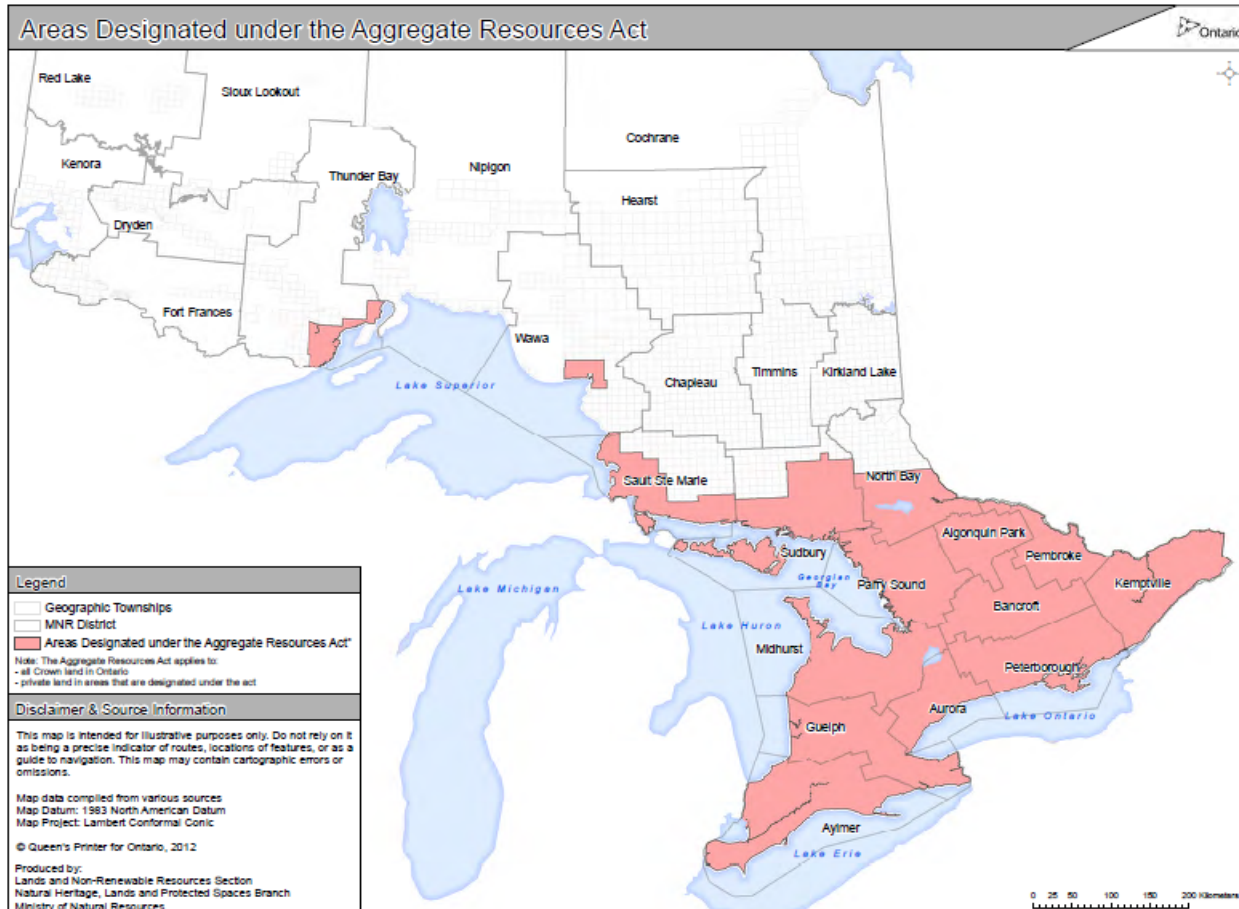 Areas Designated under the Aggregate Resources Act
Ontario
Red Lake
Sioux Lookout
Cochrane
Kenora
Thunder Bay
Nipigon
Hearst
Dryden
Fort Frances
Wawa
Lake Superior
Chapleau
Timmins
Kirkland Lake
Sault Ste Marie
North Bay
Algonquin Park
Sudbury
Pembroke
Georgian
Bay
Parry Sound
Kemptville
Lake Michigan
Bancroft
Lake Huron
Midhurst
Peterborough
Aurora
Lake Ontario
Guelph
Aylmer
Lake Erie
Legend
Geographic Townships
MNR District
Areas Designated under the Aggregate Resources Act*
Note: The Aggregate Resources Act applies to:
- all Crown land in Ontario
- private land in areas that are designated under the act
Disclaimer & Source Information
This map is intended for illustrative purposes only. Do not rely on it
as being a precise indicator of routes, locations of features, or as a
guide to navigation. This map may contain cartographic errors or
omissions.
Map data compiled from various sources
Map Datum: 1983 North American Datum
Map Project: Lambert Conformal Conic
© Queen's Printer for Ontario, 2012
Produced by:
Lands and Non-Renewable Resources Section
Natural Heritage, Lands and Protected Spaces Branch
Ministry of Natural Resources
0 25 50 100 150 200 Kilometers